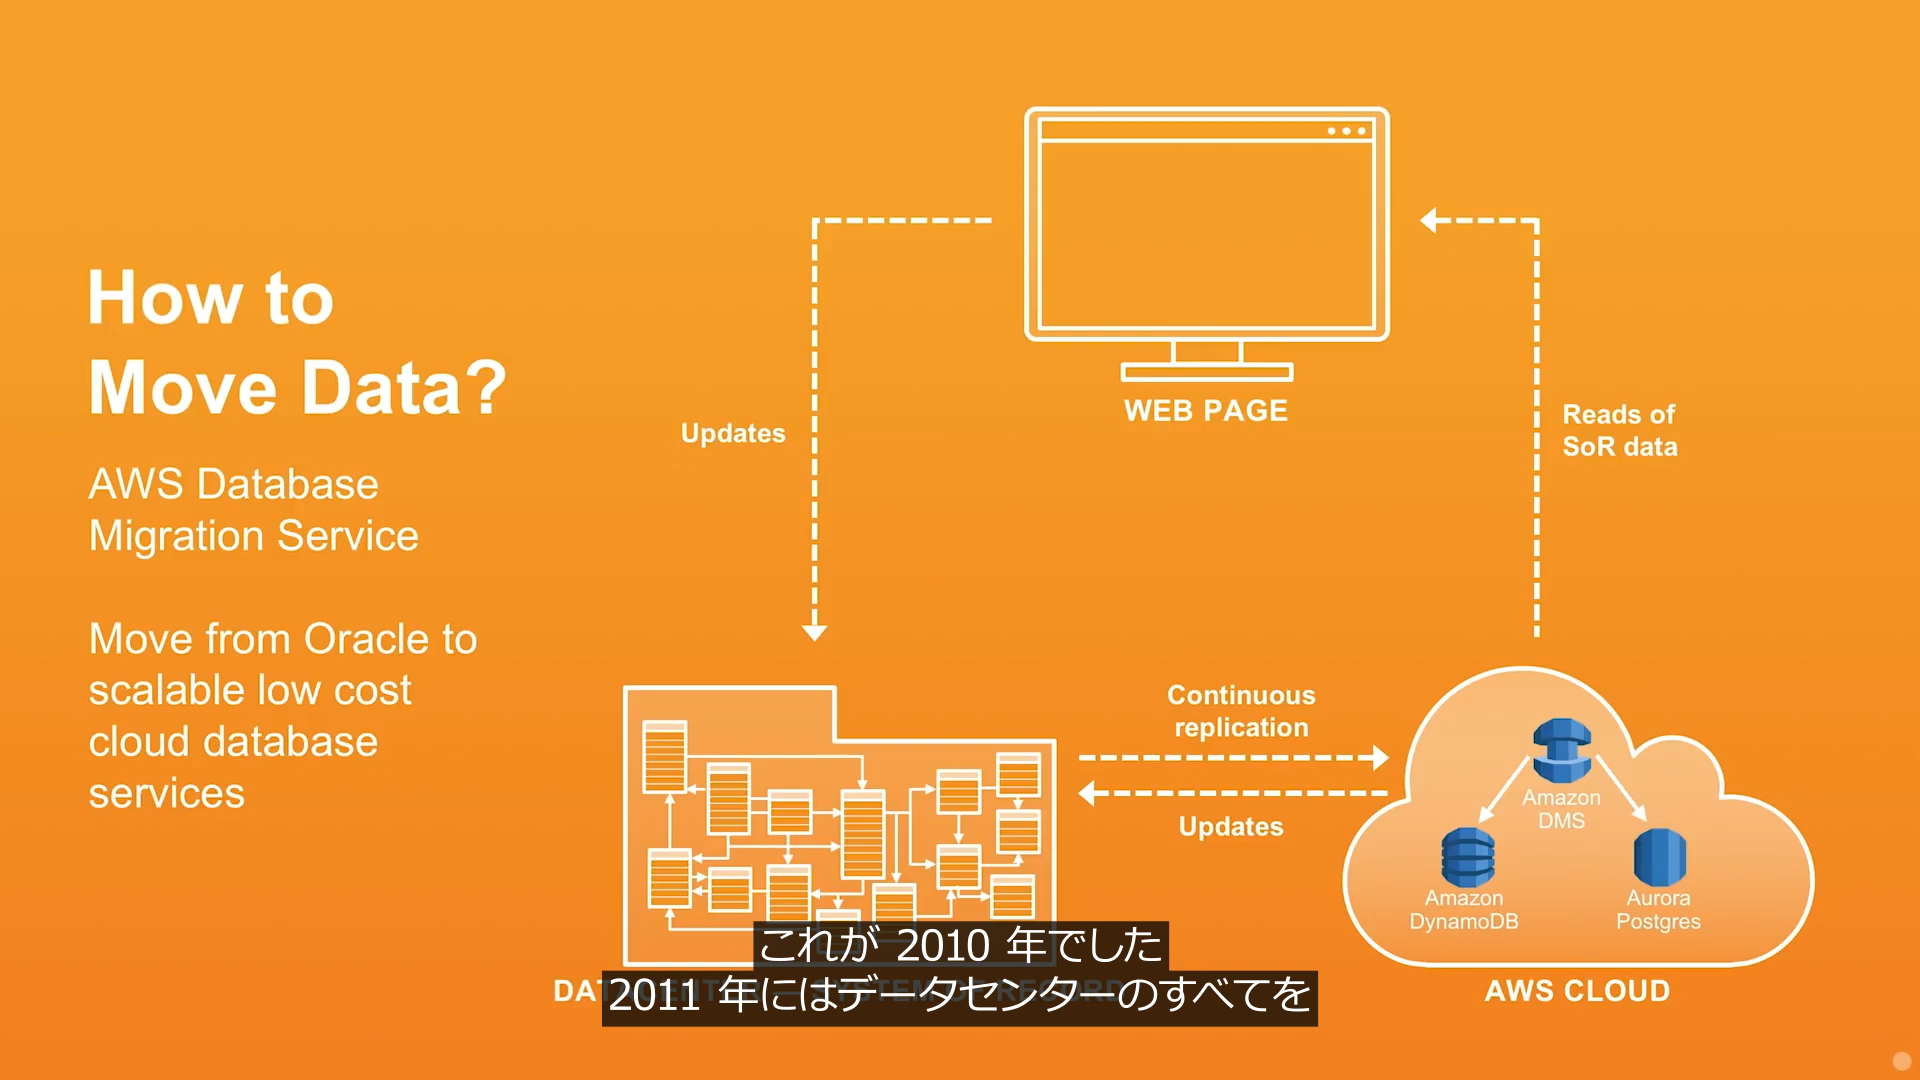 How to
Move Data?
AWS Database
Migration Service
Move from Oracle to
scalable low cost
cloud database
services
WEB PAGE
Updates
Reads of
SoR data
Continuous
replication
Updates
Amazon
DMS
Amazon
DynamoDB
Aurora
Postgres
AWS CLOUD
これが 2010 年でした
2011 年にはデータセンターのすべてを